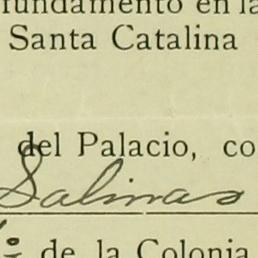 fundamento en la
Santa Catalina
del Palacio, co
Salinas
de la Colonia